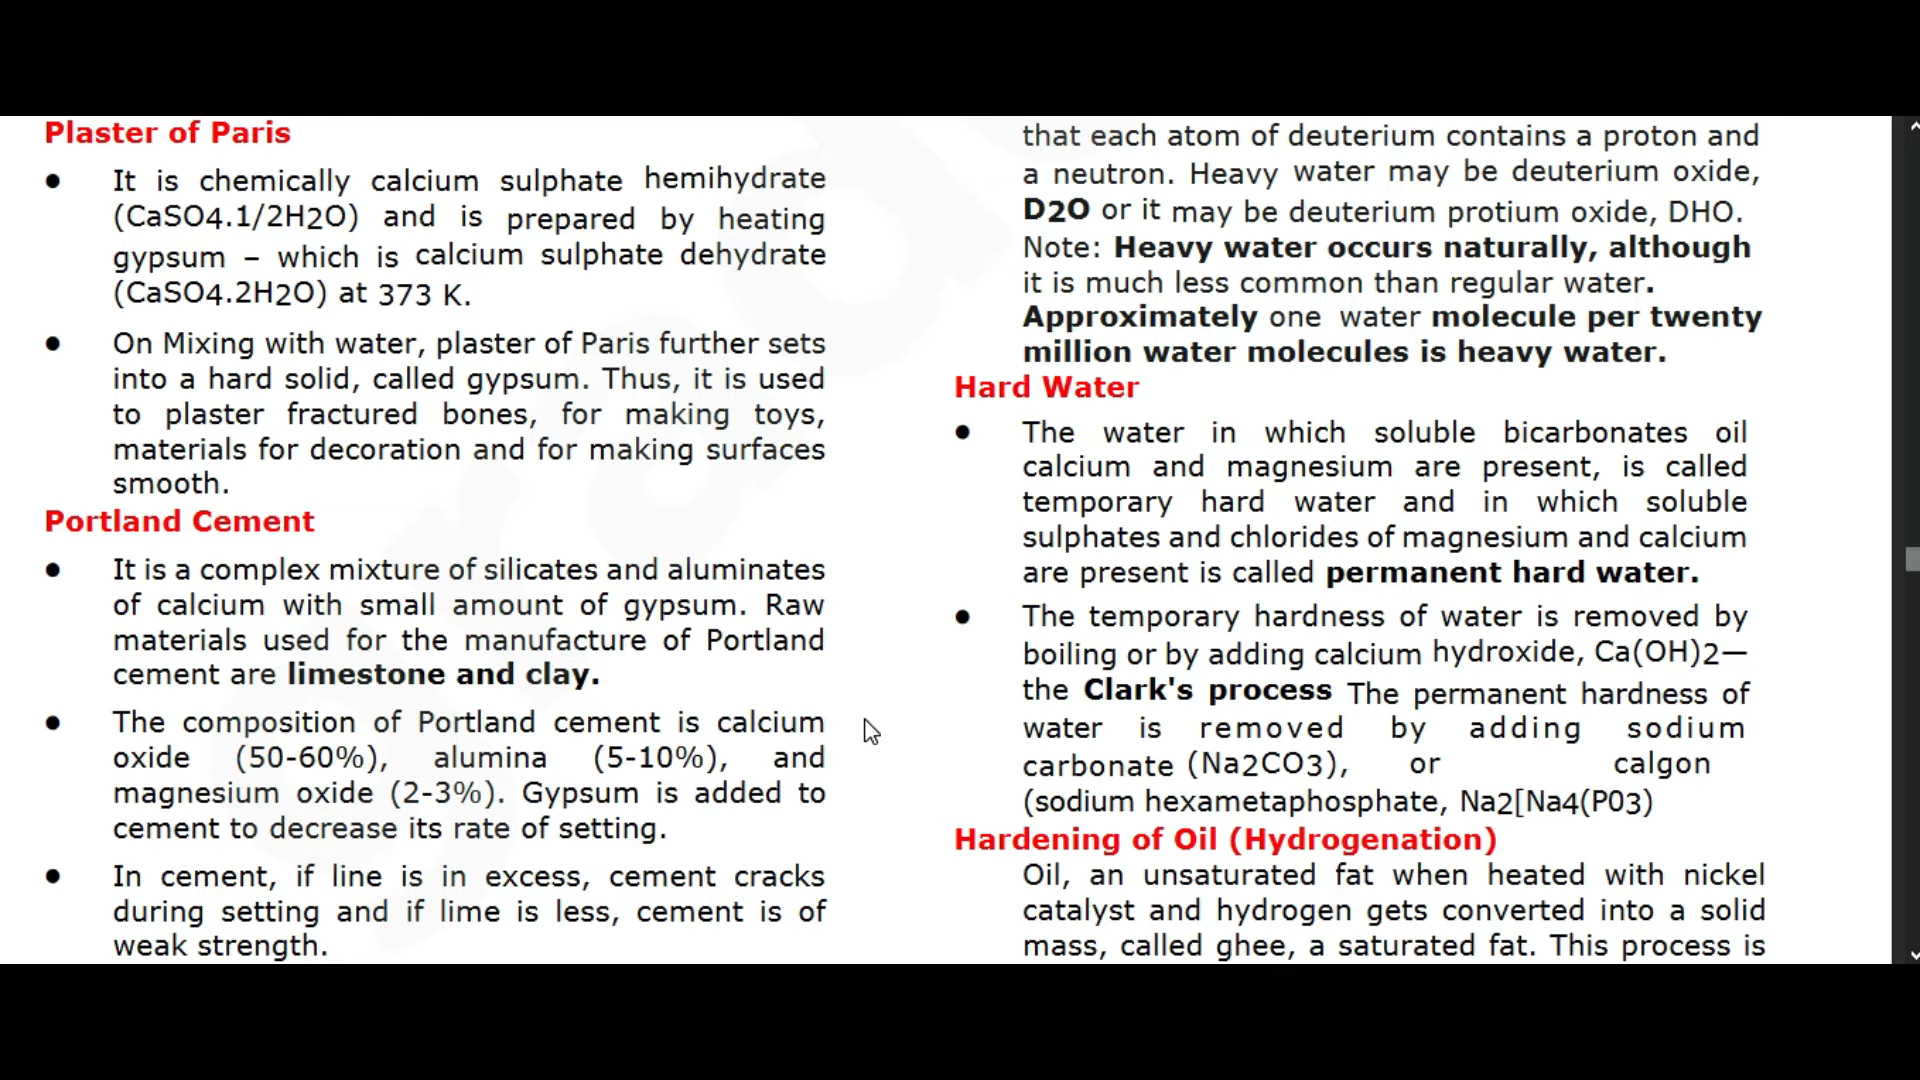 Plaster of Paris
● It is chemically calcium sulphate hemihydrate
(CaSO4.1/2H2O) and is prepared by heating
gypsum – which is calcium sulphate dehydrate
(CaSO4.2H2O) at 373 K.
● On Mixing with water, plaster of Paris further sets
into a hard solid, called gypsum. Thus, it is used
to plaster fractured bones, for making toys,
materials for decoration and for making surfaces
smooth.
Portland Cement
● It is a complex mixture of silicates and aluminates
of calcium with small amount of gypsum. Raw
materials used for the manufacture of Portland
cement are limestone and clay.
● The composition of Portland cement is calcium
oxide (50-60%), alumina (5-10%), and
magnesium oxide (2-3%). Gypsum is added to
cement to decrease its rate of setting.
● In cement, if line is in excess, cement cracks
during setting and if lime is less, cement is of
weak strength.
that each atom of deuterium contains a proton and
a neutron. Heavy water may be deuterium oxide,
D2O or it may be deuterium protium oxide, DHO.
Note: Heavy water occurs naturally, although
it is much less common than regular water.
Approximately one water molecule per twenty
million water molecules is heavy water.
Hard Water
● The water in which soluble bicarbonates oil
calcium and magnesium are present, is called
temporary hard water and in which soluble
sulphates and chlorides of magnesium and calcium
are present is called permanent hard water.
● The temporary hardness of water is removed by
boiling or by adding calcium hydroxide, Ca(OH)2—
the Clark's process The permanent hardness of
water is removed by adding sodium
carbonate (Na2CO3), or calgon
(sodium hexametaphosphate, Na2[Na4(P03)
Hardening of Oil (Hydrogenation)
Oil, an unsaturated fat when heated with nickel
catalyst and hydrogen gets converted into a solid
mass, called ghee, a saturated fat. This process is